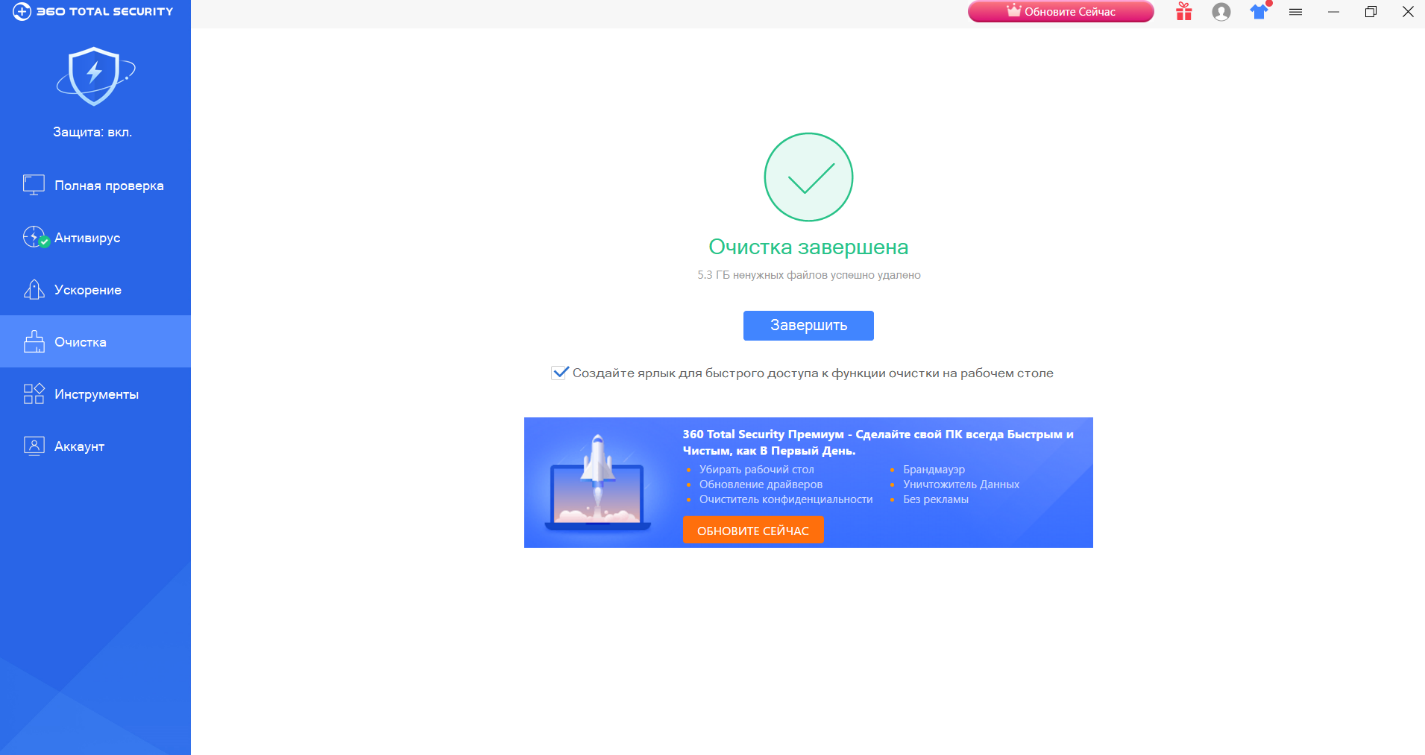 360 TOTAL SECURITY
Обновите Сейчас
Защита: вкл.
Полная проверка
Антивирус
Ускорение
Очистка
Инструменты
Аккаунт
Очистка завершена
5.3 ГБ ненужных файлов успешно удалено
Завершить
Создайте ярлык для быстрого доступа к функции очистки на рабочем столе
360 Total Security Премиум - Сделайте свой ПК всегда Быстрым и
Чистым, как В Первый День.
Убирать рабочий стол
Обновление драйверов
Очиститель конфиденциальности
Брандмауэр
Уничтожитель Данных
Без рекламы
ОБНОВИТЕ СЕЙЧАС